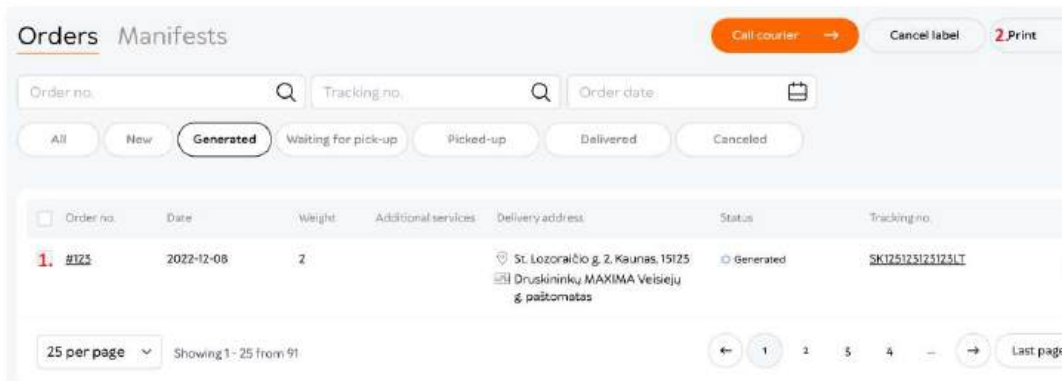 Orders Manifests Call courier → Cancel label 2. Print
Order no. Tracking no. Order date
All New Generated Waiting for pick-up Picked-up Delivered Canceled
Order no. Date Weight Additional services Delivery address Status Tracking no.
1. #123 2022-12-08 2 St. Lozoraičio g. 2, Kaunas, 15125 Generated SK125125125123LT
Druskininkų MAXIMA Veisiejų
g. paštomatas
25 per page Showing 1 - 25 from 91 ← 1 2 3 4 ... → Last page